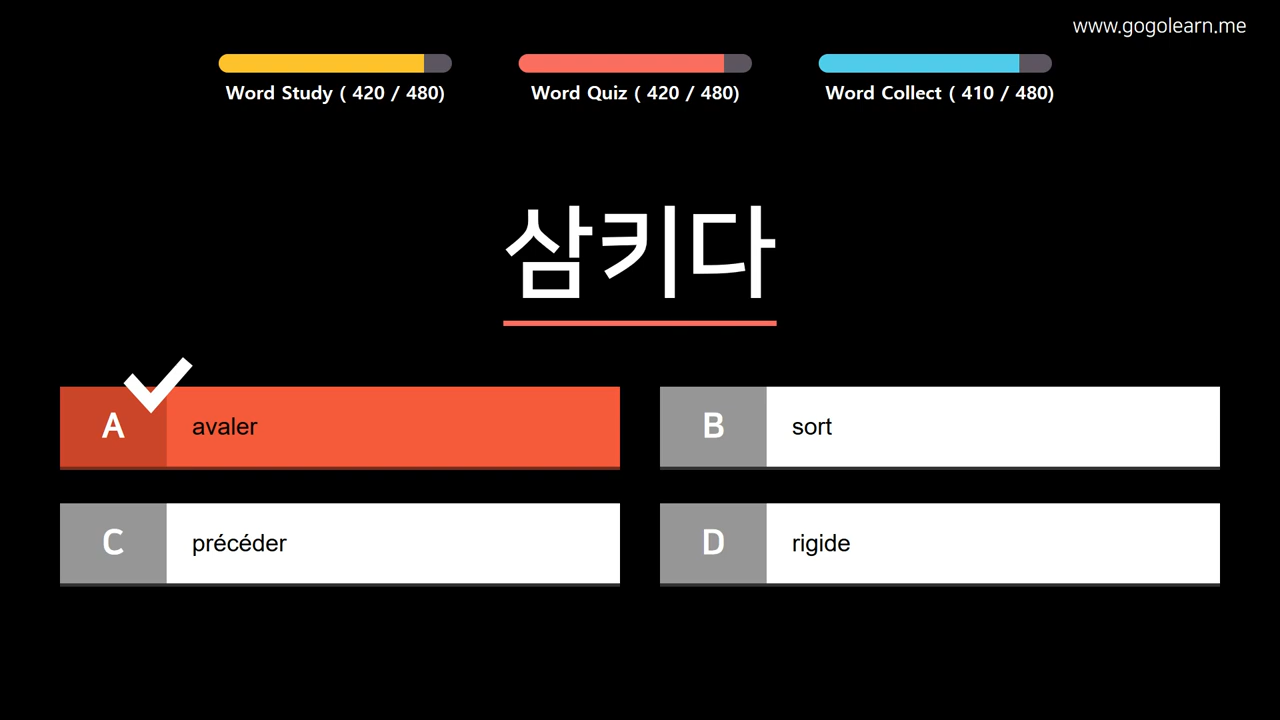 www.gogolearn.me
Word Study ( 420 / 480)
Word Quiz ( 420 / 480)
Word Collect ( 410 / 480)
삼키다
A avaler
B sort
C précéder
D rigide